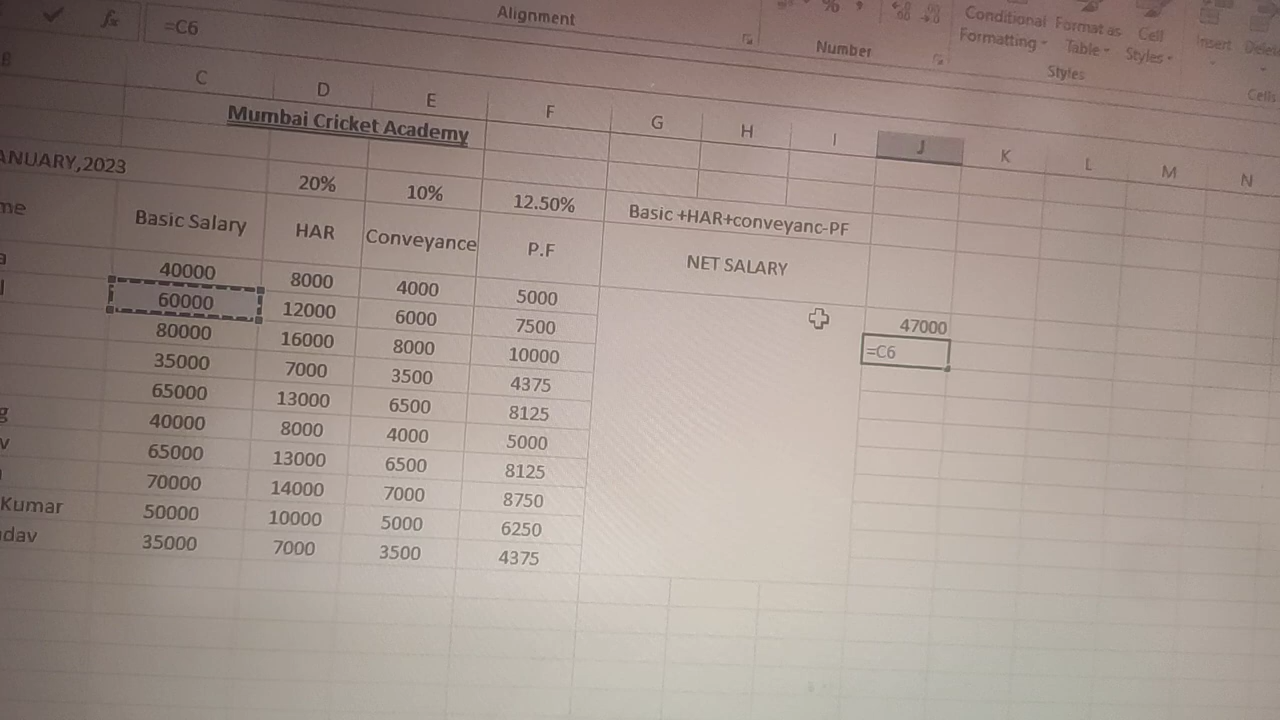 fx =C6
Alignment
Number
Conditional Formatting
Format as Table
Cell Styles
Insert
Styles
Cells
B C D E F G H I J K L M N
Mumbai Cricket Academy
ANUARY,2023
20% 10% 12.50% Basic +HAR+conveyanc-PF
me Basic Salary HAR Conveyance P.F NET SALARY
a 40000 8000 4000 5000 47000
l 60000 12000 6000 7500 =C6
80000 16000 8000 10000
35000 7000 3500 4375
65000 13000 6500 8125
g 40000 8000 4000 5000
v 65000 13000 6500 8125
70000 14000 7000 8750
Kumar 50000 10000 5000 6250
dav 35000 7000 3500 4375